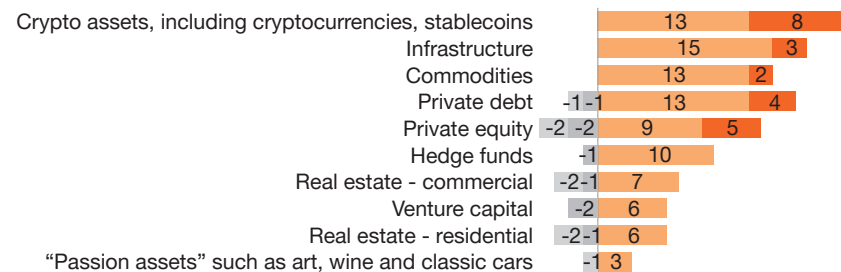 Crypto assets, including cryptocurrencies, stablecoins 13 8
Infrastructure 15 3
Commodities 13 2
Private debt -1 -1 13 4
Private equity -2 -2 9 5
Hedge funds -1 10
Real estate - commercial -2 -1 7
Venture capital -2 6
Real estate - residential -2 -1 6
“Passion assets” such as art, wine and classic cars -1 3